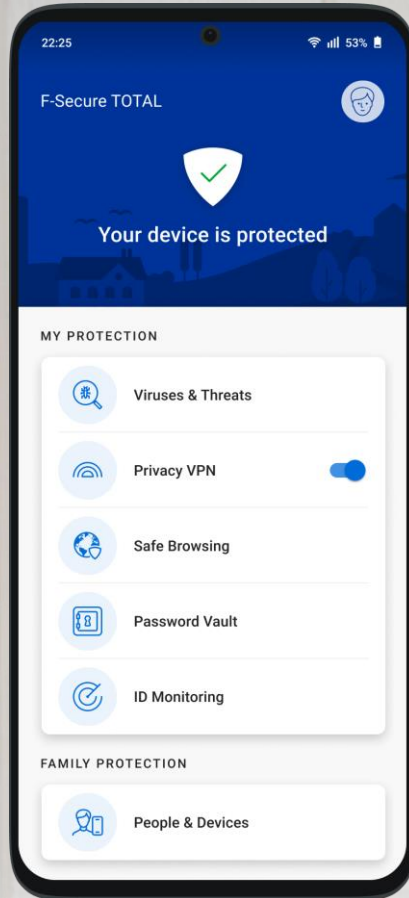 22:25
53%
F-Secure TOTAL
Your device is protected
MY PROTECTION
Viruses & Threats
Privacy VPN
Safe Browsing
Password Vault
ID Monitoring
FAMILY PROTECTION
People & Devices